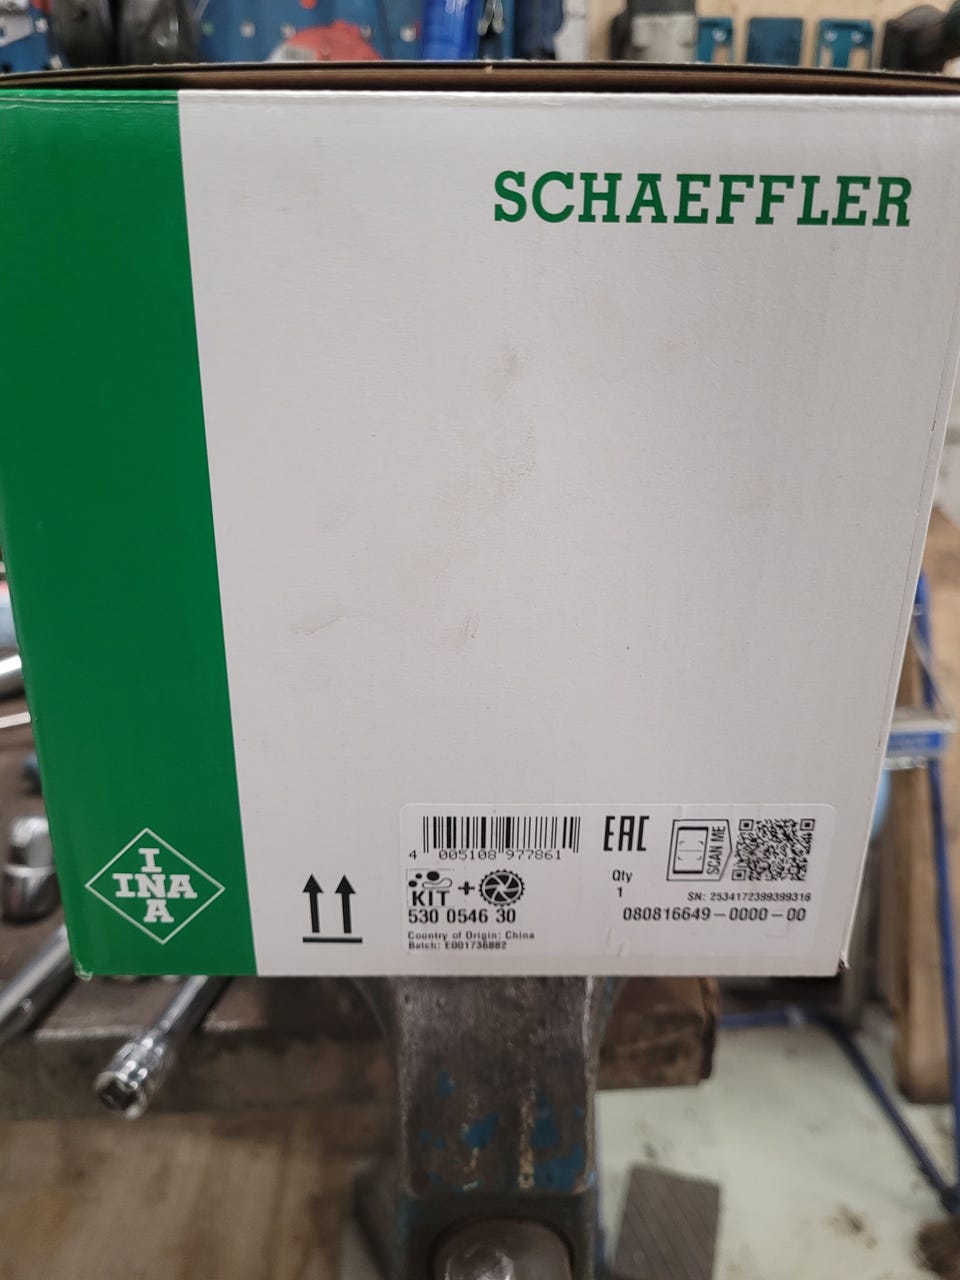 SCHAEFFLER
INA
INA
4 005108 977861
EAC
SCAN ME
Qty
1
KIT +
530 0546 30
SN: 2534172399399316
080816649-0000-00
Country of Origin: China
Batch: E001736882